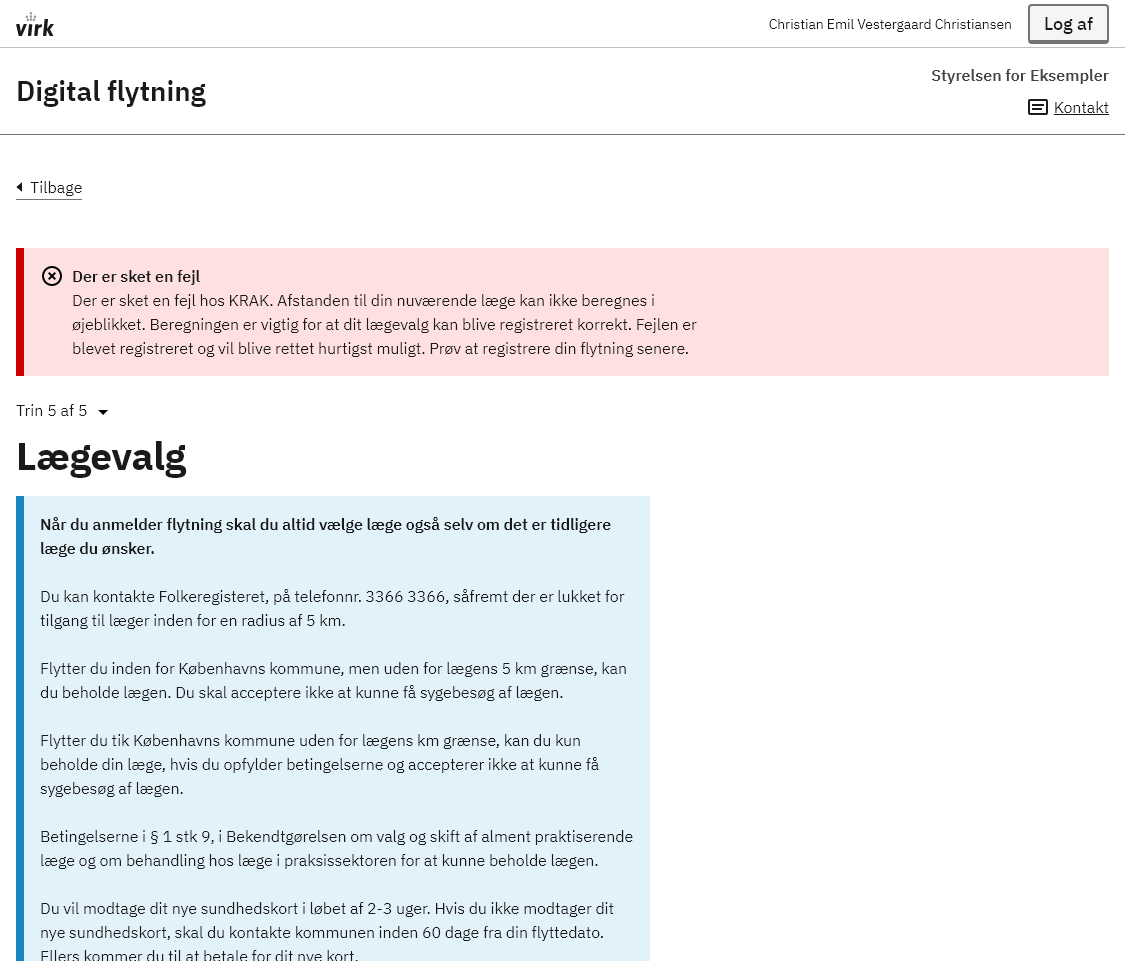 virk
Christian Emil Vestergaard Christiansen
Log af
Digital flytning
Styrelsen for Eksempler
Kontakt
Tilbage
Der er sket en fejl
Der er sket en fejl hos KRAK. Afstanden til din nuværende læge kan ikke beregnes i
øjeblikket. Beregningen er vigtig for at dit lægevalg kan blive registreret korrekt. Fejlen er
blevet registreret og vil blive rettet hurtigst muligt. Prøv at registrere din flytning senere.
Trin 5 af 5
Lægevalg
Når du anmelder flytning skal du altid vælge læge også selv om det er tidligere
læge du ønsker.
Du kan kontakte Folkeregisteret, på telefonnr. 3366 3366, såfremt der er lukket for
tilgang til læger inden for en radius af 5 km.
Flytter du inden for Københavns kommune, men uden for lægens 5 km grænse, kan
du beholde lægen. Du skal acceptere ikke at kunne få sygebesøg af lægen.
Flytter du tik Københavns kommune uden for lægens km grænse, kan du kun
beholde din læge, hvis du opfylder betingelserne og accepterer ikke at kunne få
sygebesøg af lægen.
Betingelserne i § 1 stk 9, i Bekendtgørelsen om valg og skift af alment praktiserende
læge og om behandling hos læge i praksissektoren for at kunne beholde lægen.
Du vil modtage dit nye sundhedskort i løbet af 2-3 uger. Hvis du ikke modtager dit
nye sundhedskort, skal du kontakte kommunen inden 60 dage fra din flyttedato.
Ellers kommer du til at betale for dit nye kort.